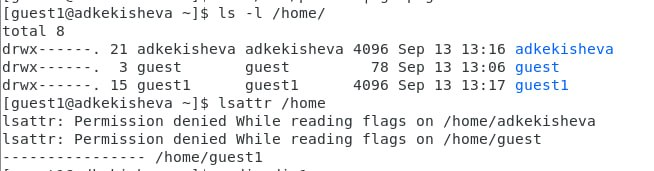 [guest1@adkekisheva ~]$ ls -l /home/
total 8
drwx------. 21 adkekisheva adkekisheva 4096 Sep 13 13:16 adkekisheva
drwx------.  3 guest       guest         78 Sep 13 13:06 guest
drwx------. 15 guest1      guest1      4096 Sep 13 13:17 guest1
[guest1@adkekisheva ~]$ lsattr /home
lsattr: Permission denied While reading flags on /home/adkekisheva
lsattr: Permission denied While reading flags on /home/guest
---------------- /home/guest1